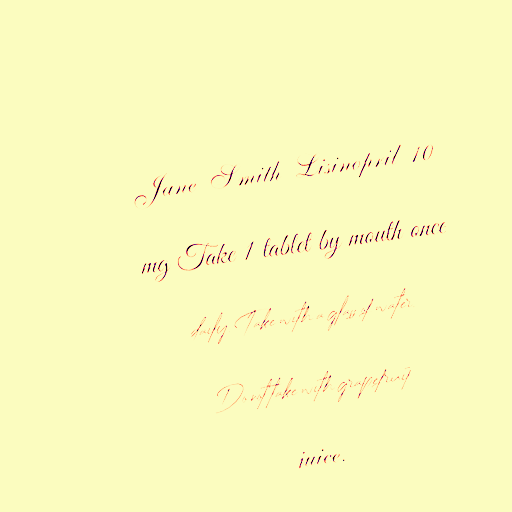 Jane Smith Lisinopril 10
mg Take 1 tablet by mouth once
daily. Take with a glass of water.
Do not take with grapefruit
juice.